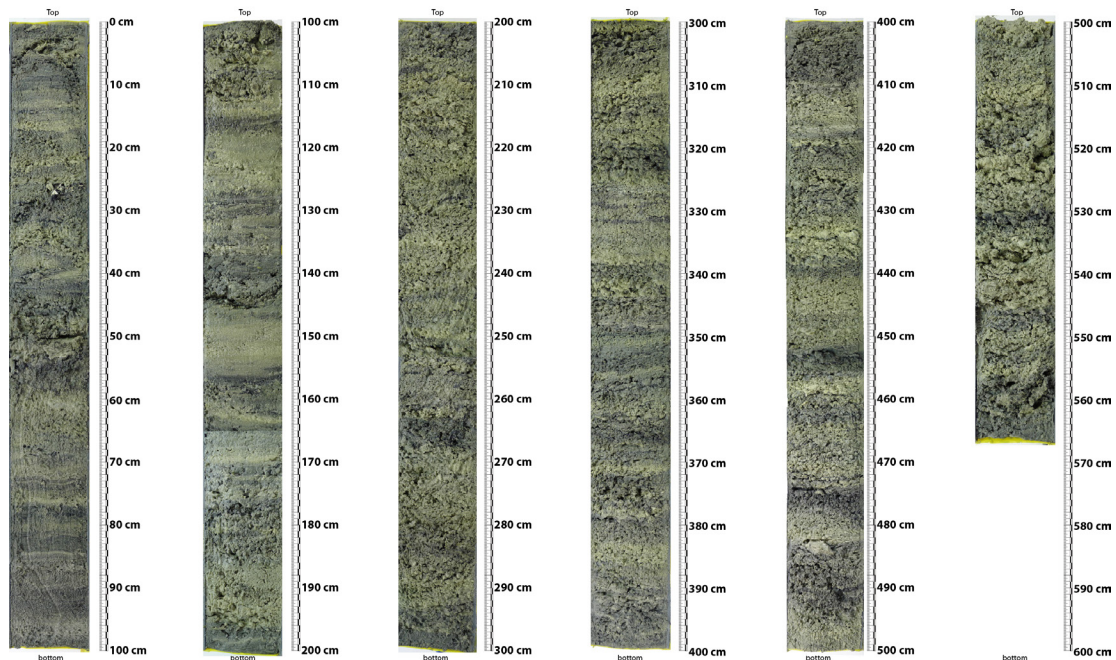 Top
0 cm
10 cm
20 cm
30 cm
40 cm
50 cm
60 cm
70 cm
80 cm
90 cm
100 cm
bottom
Top
100 cm
110 cm
120 cm
130 cm
140 cm
150 cm
160 cm
170 cm
180 cm
190 cm
200 cm
bottom
Top
200 cm
210 cm
220 cm
230 cm
240 cm
250 cm
260 cm
270 cm
280 cm
290 cm
300 cm
bottom
Top
300 cm
310 cm
320 cm
330 cm
340 cm
350 cm
360 cm
370 cm
380 cm
390 cm
400 cm
bottom
Top
400 cm
410 cm
420 cm
430 cm
440 cm
450 cm
460 cm
470 cm
480 cm
490 cm
500 cm
bottom
Top
500 cm
510 cm
520 cm
530 cm
540 cm
550 cm
560 cm
570 cm
580 cm
590 cm
600 cm
bottom